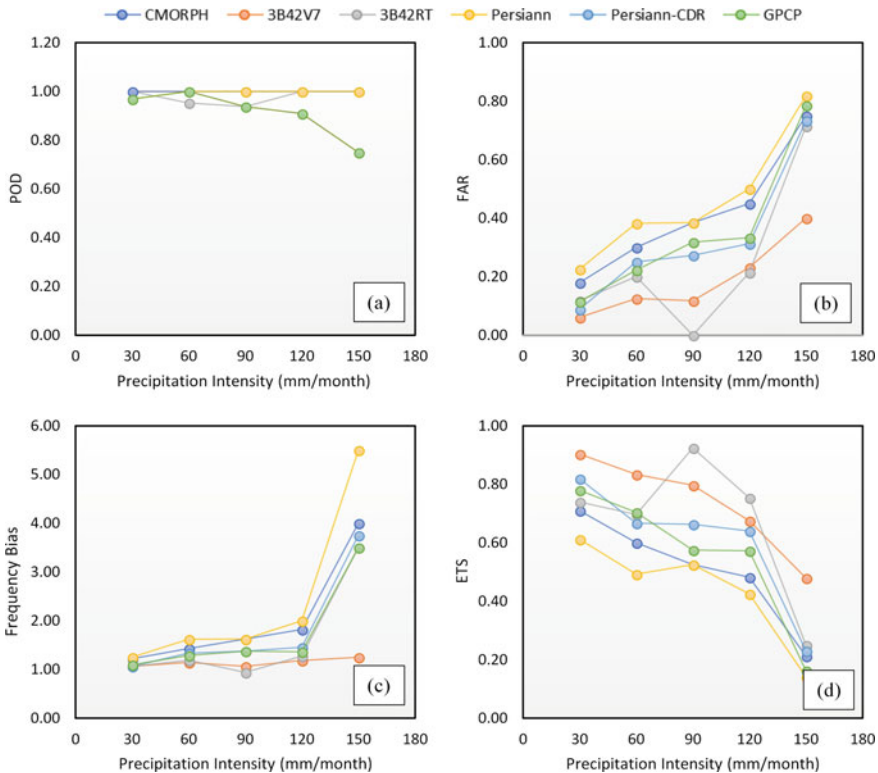 CMORPH 3B42V7 3B42RT Persiann Persiann-CDR GPCP
1.20
1.00
0.80
0.60
0.40
0.20
0.00
POD
(a)
30 60 90 120 150 180
Precipitation Intensity (mm/month)
1.00
0.80
0.60
0.40
0.20
0.00
FAR
(b)
30 60 90 120 150 180
Precipitation Intensity (mm/month)
6.00
5.00
4.00
3.00
2.00
1.00
0.00
Frequency Bias
(c)
30 60 90 120 150 180
Precipitation Intensity (mm/month)
1.00
0.80
0.60
0.40
0.20
0.00
ETS
(d)
30 60 90 120 150 180
Precipitation Intensity (mm/month)